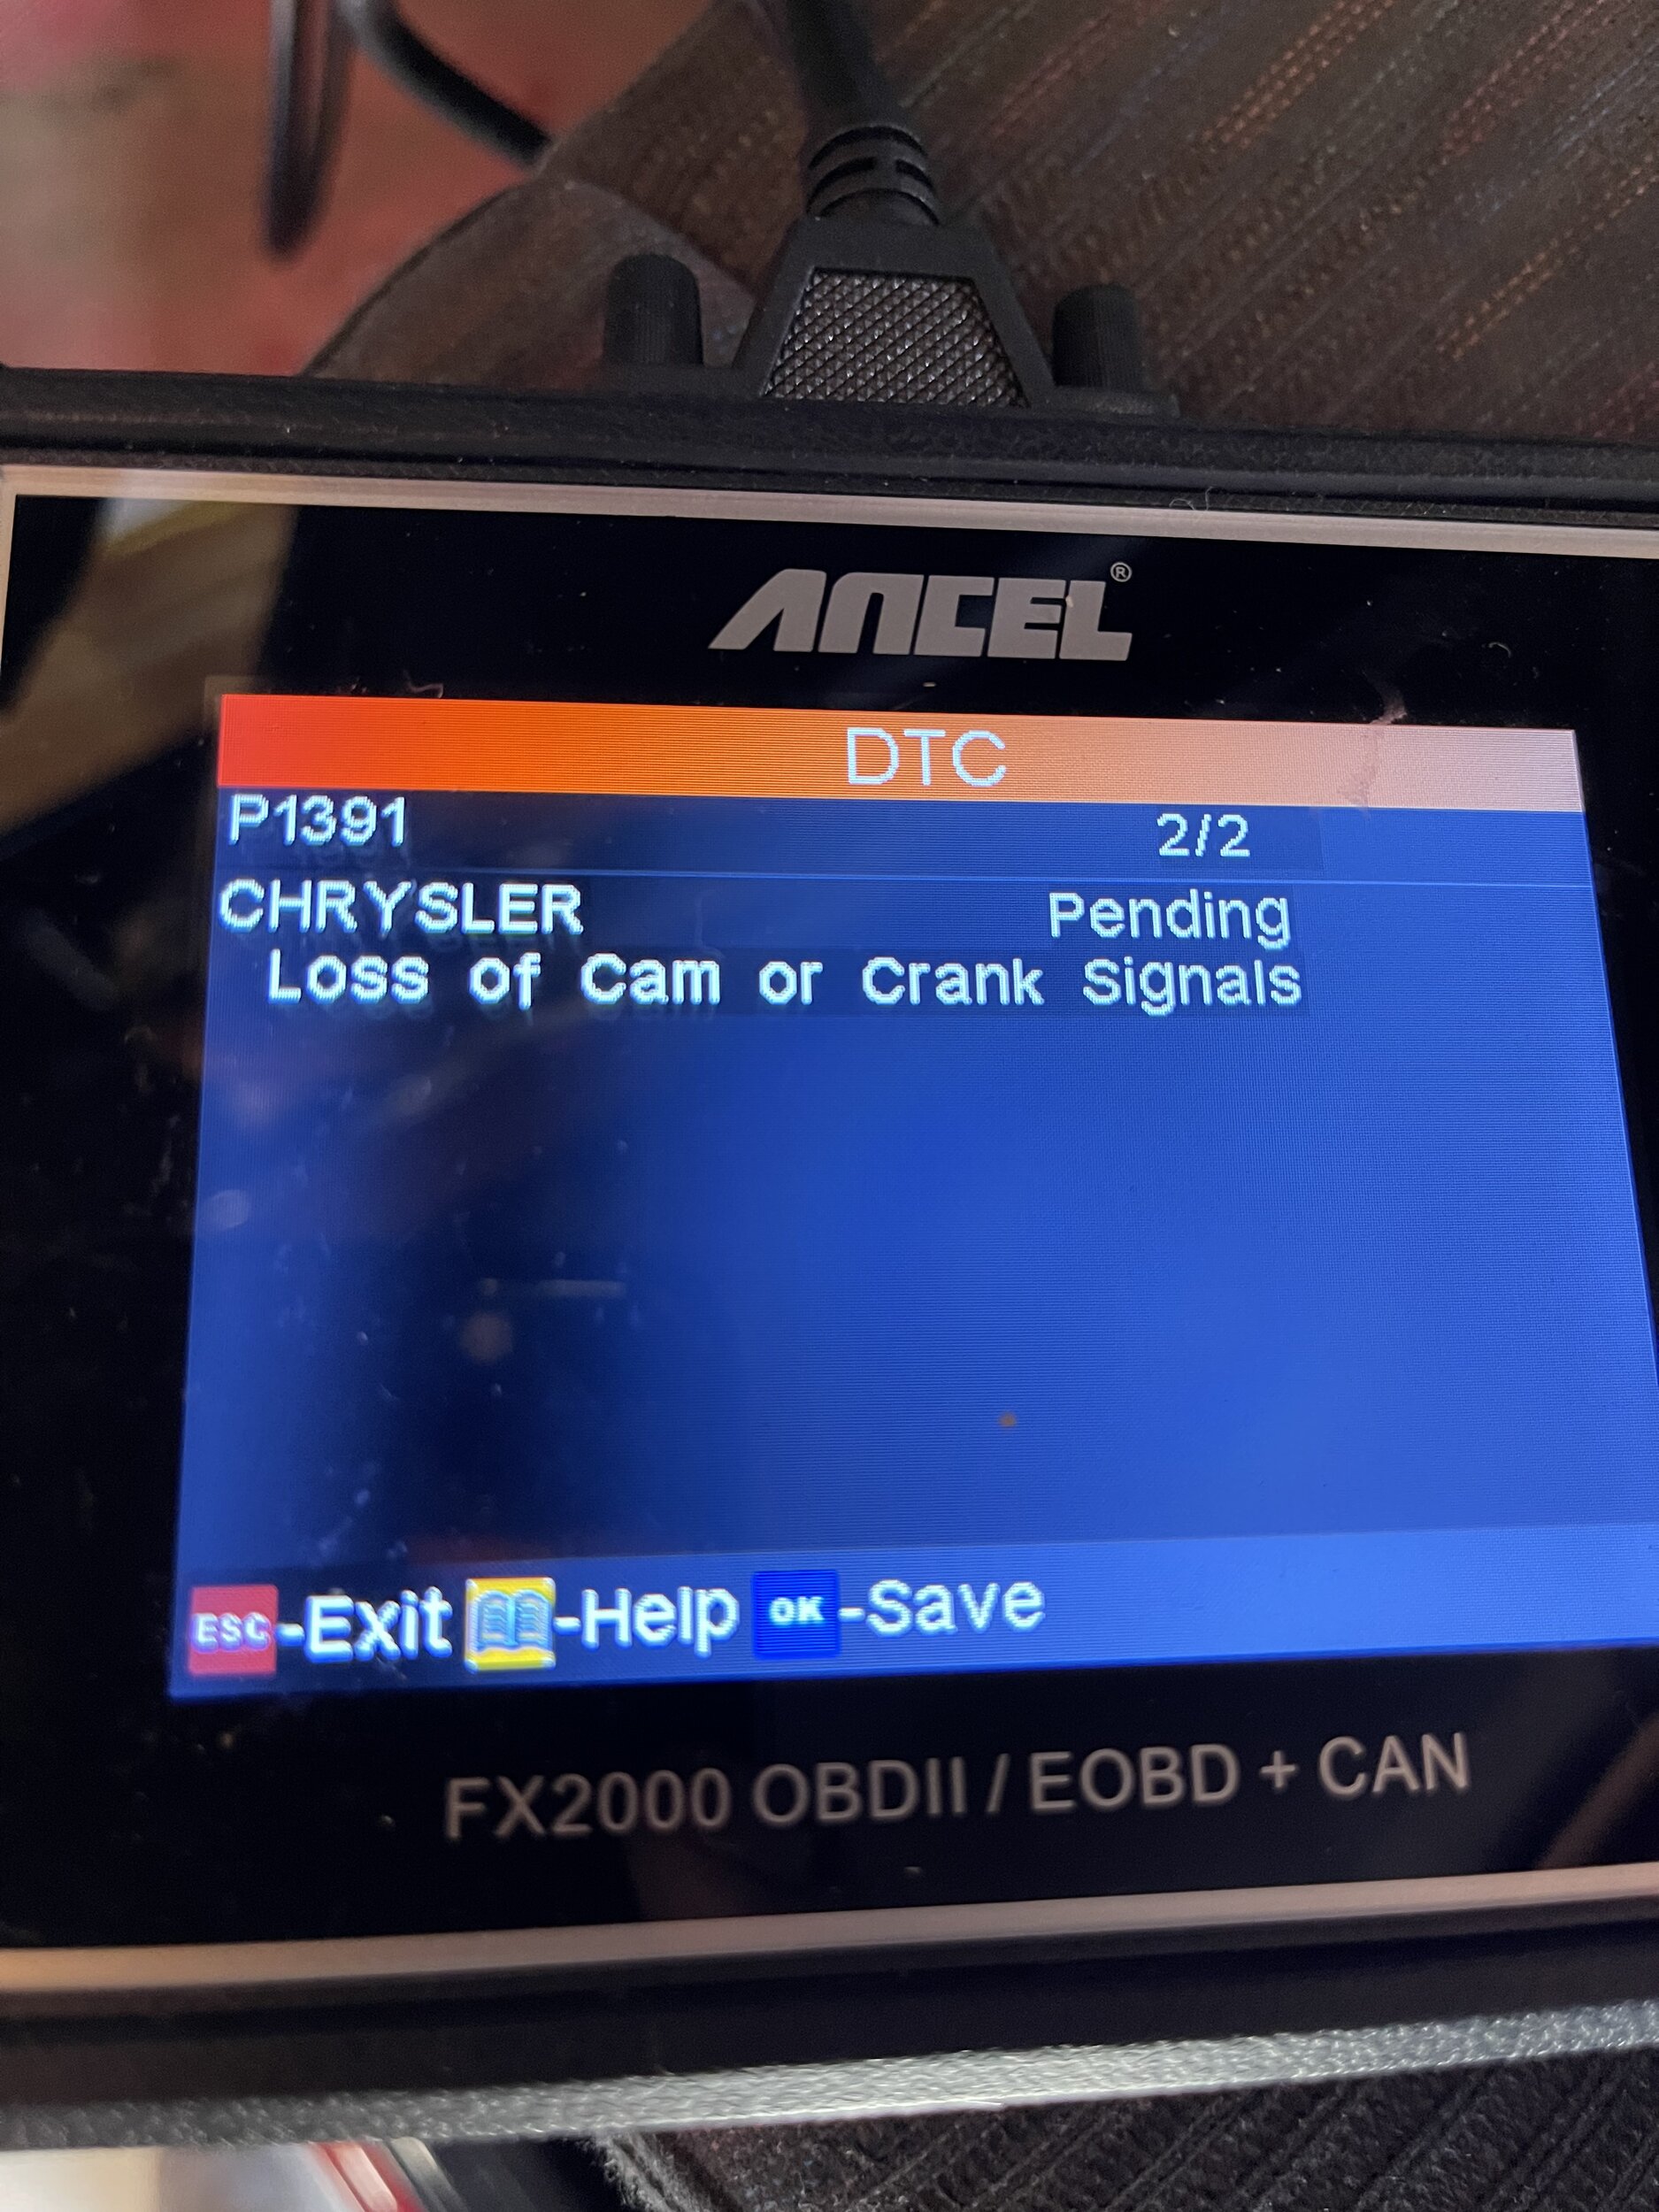 ANCEL®
DTC
P1391 2/2
CHRYSLER Pending
Loss of Cam or Crank Signals
ESC-Exit -Help OK-Save
FX2000 OBDII / EOBD + CAN